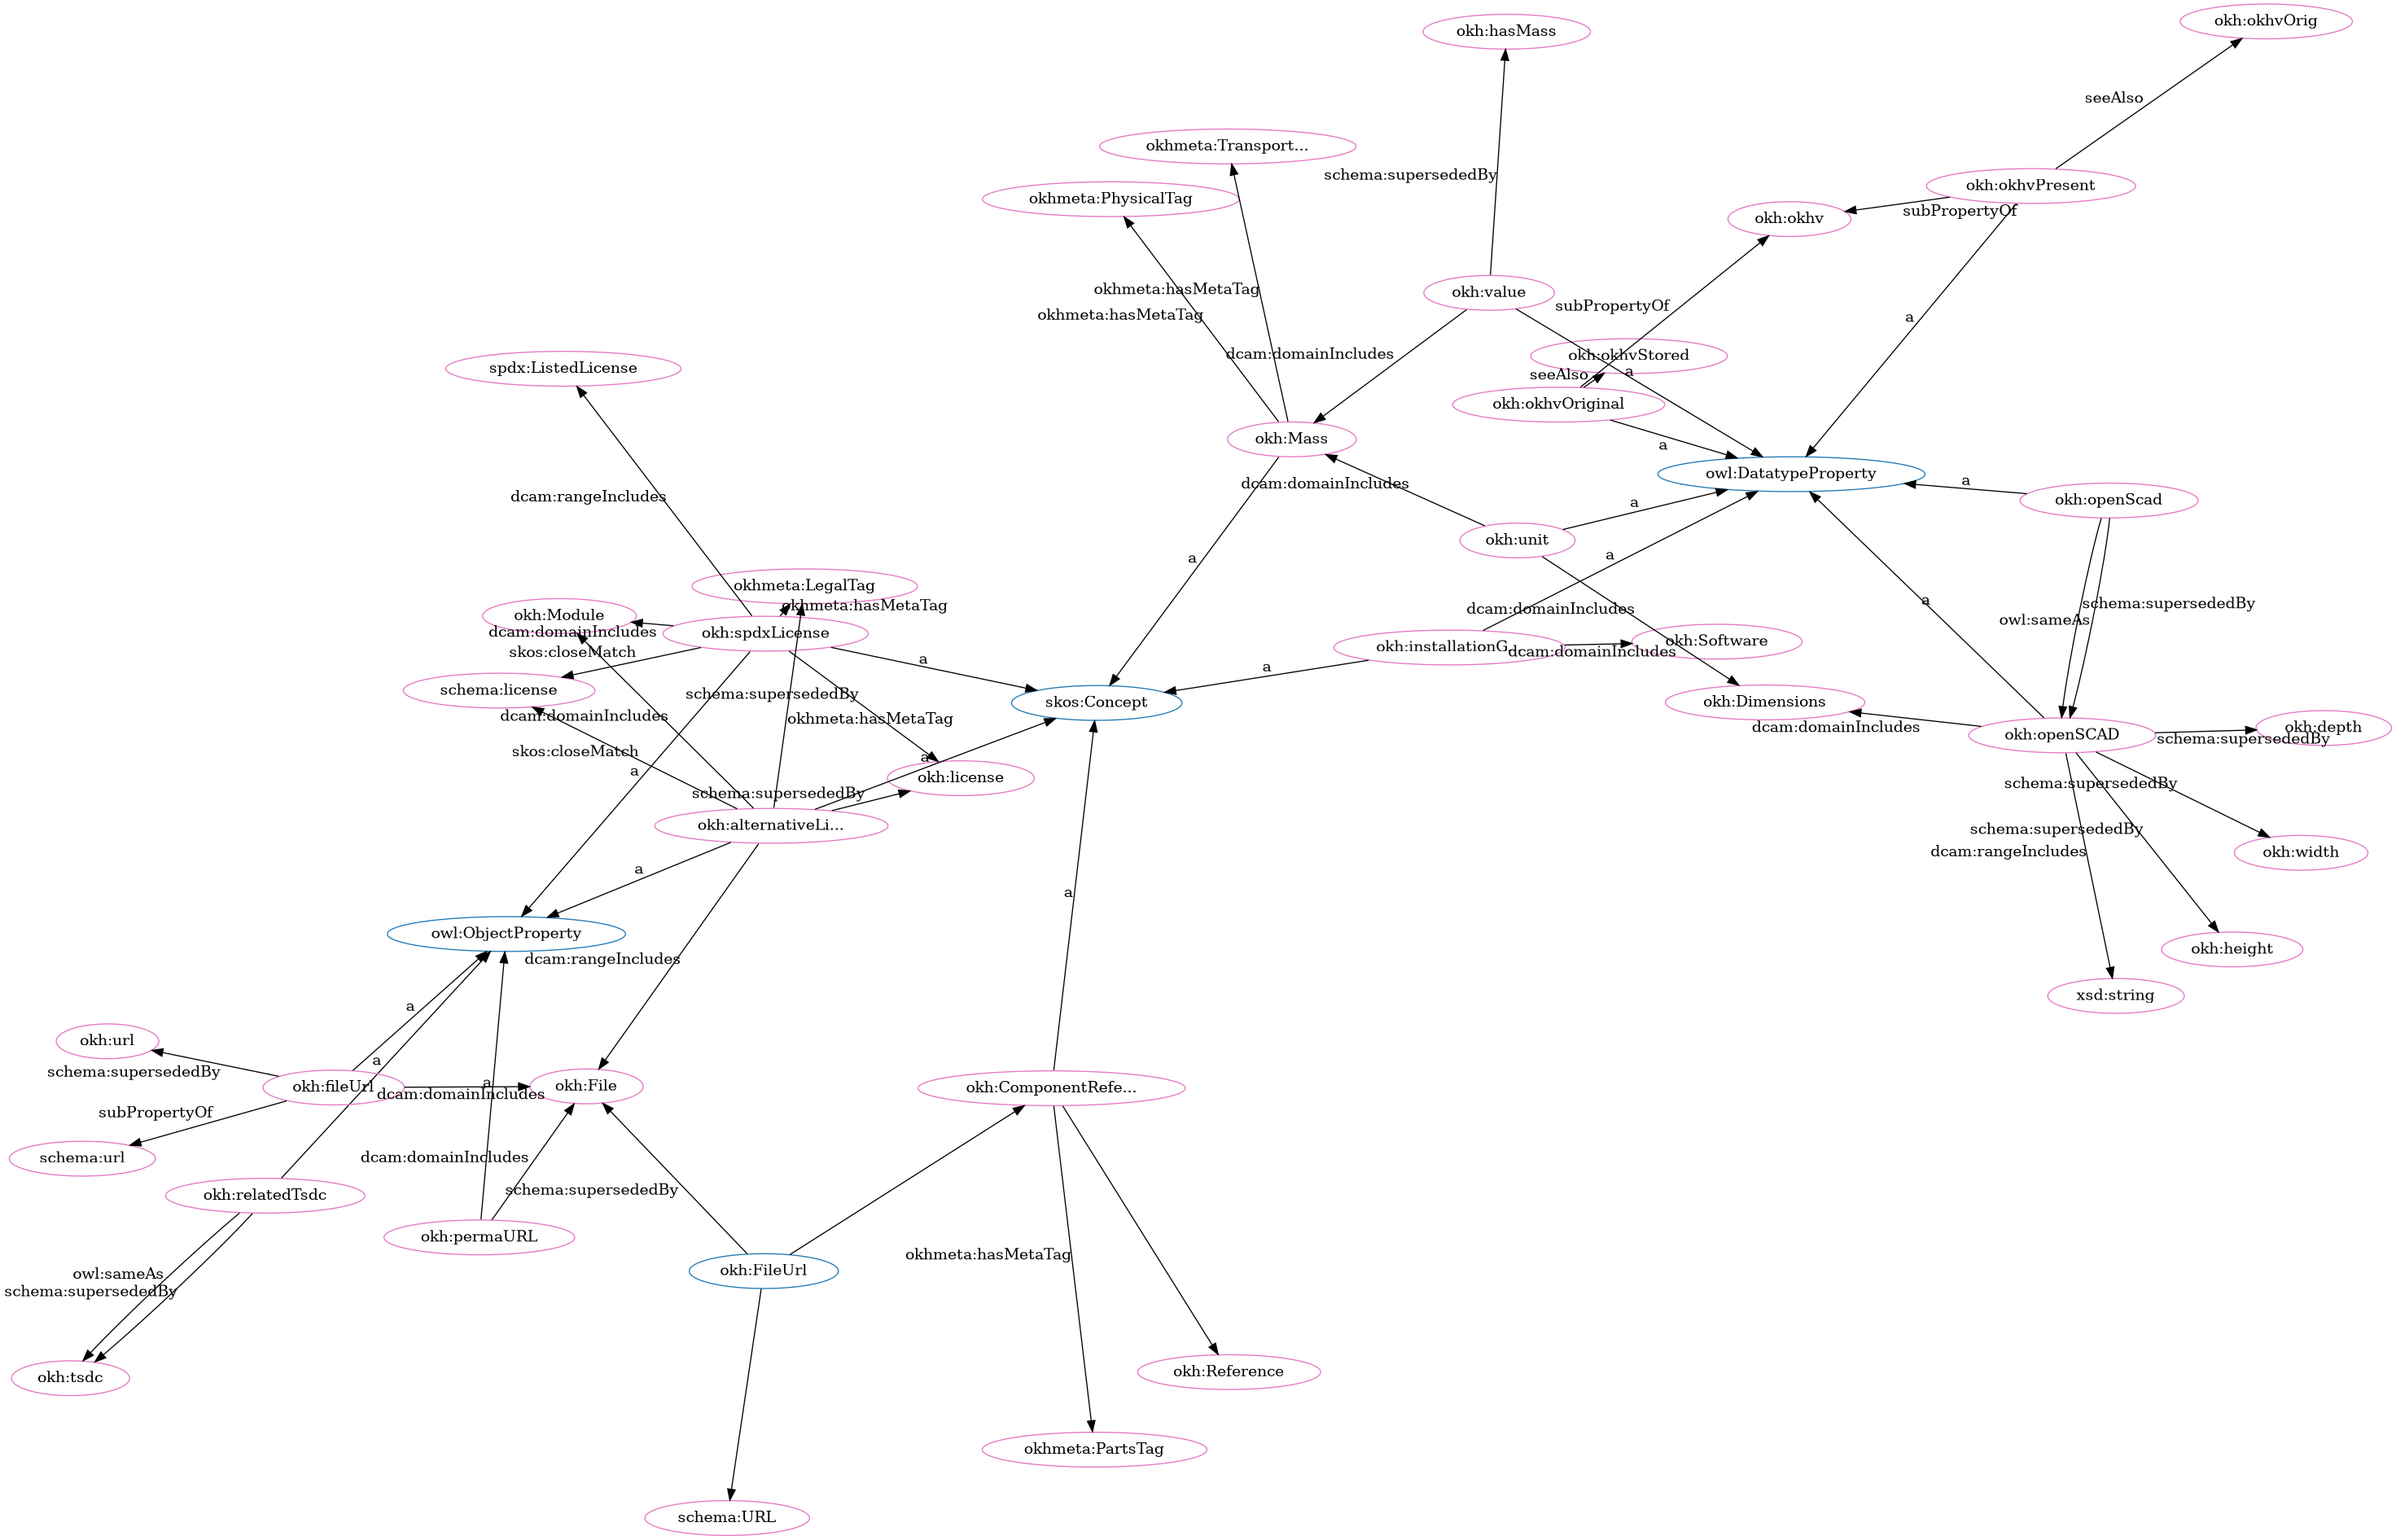 okh:okhvOrig
okh:hasMass
seeAlso
okhmeta:Transport...
schema:supersededBy
okh:okhvPresent
okhmeta:PhysicalTag
subPropertyOf
okh:okhv
okhmeta:hasMetaTag
okh:value
subPropertyOf
okhmeta:hasMetaTag
a
dcam:domainIncludes
okh:okhvStored
spdx:ListedLicense
seeAlso
a
okh:okhvOriginal
okh:Mass
a
owl:DatatypeProperty
dcam:domainIncludes
a
dcam:rangeIncludes
okh:openScad
a
okh:unit
a
a
okhmeta:LegalTag
a
okhmeta:hasMetaTag
schema:supersededBy
okh:Module
dcam:domainIncludes
owl:sameAs
dcam:domainIncludes
okh:spdxLicense
okh:Software
okh:installationG...
skos:closeMatch
dcam:domainIncludes
a
a
schema:license
schema:supersededBy
skos:Concept
okh:Dimensions
dcam:domainIncludes
okhmeta:hasMetaTag
dcam:domainIncludes
okh:depth
okh:openSCAD
schema:supersededBy
skos:closeMatch
a
a
okh:license
schema:supersededBy
schema:supersededBy
okh:alternativeLi...
schema:supersededBy
dcam:rangeIncludes
okh:width
a
a
owl:ObjectProperty
okh:height
dcam:rangeIncludes
xsd:string
a
okh:url
a
schema:supersededBy
okh:fileUrl
a
okh:File
okh:ComponentRefe...
dcam:domainIncludes
subPropertyOf
schema:url
dcam:domainIncludes
okh:relatedTsdc
schema:supersededBy
okh:permaURL
okhmeta:hasMetaTag
okh:FileUrl
owl:sameAs
schema:supersededBy
okh:tsdc
okh:Reference
okhmeta:PartsTag
schema:URL